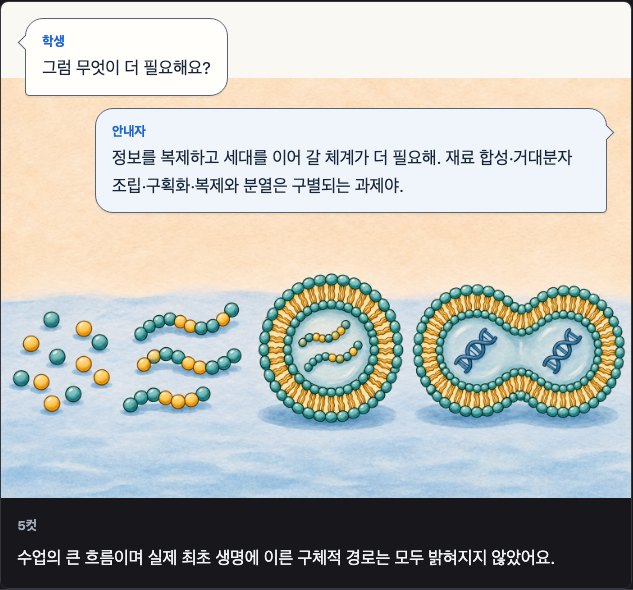 학생
그럼 무엇이 더 필요해요?
안내자
정보를 복제하고 세대를 이어 갈 체계가 더 필요해. 재료 합성·거대분자
조립·구획화·복제와 분열은 구별되는 과제야.
5컷
수업의 큰 흐름이며 실제 최초 생명에 이른 구체적 경로는 모두 밝혀지지 않았어요.